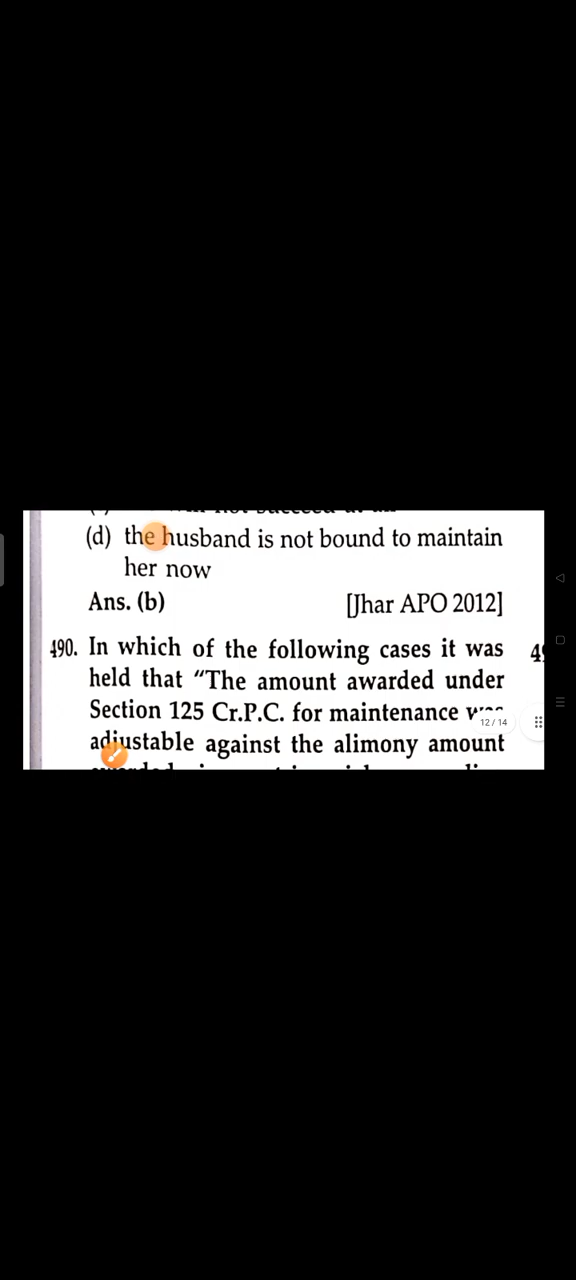 (d) the husband is not bound to maintain
her now
Ans. (b) [Jhar APO 2012]
490. In which of the following cases it was
held that “The amount awarded under
Section 125 Cr.P.C. for maintenance
12/14
adjustable against the alimony amount